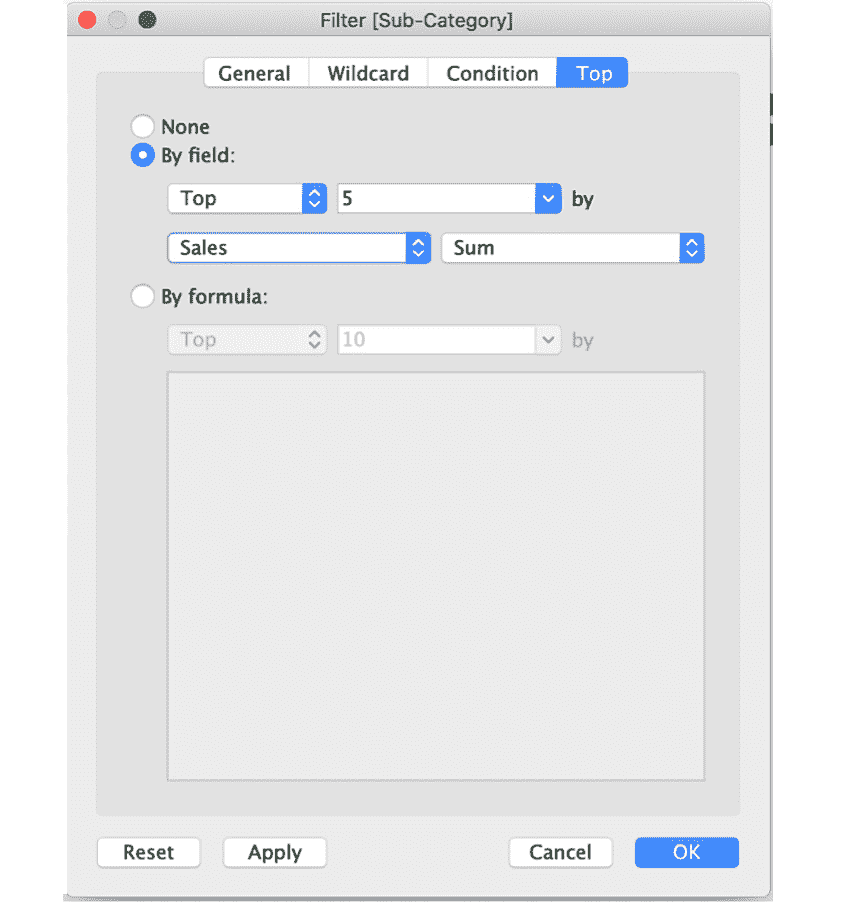 Filter [Sub-Category]
General Wildcard Condition Top
None
By field:
Top 5 by
Sales Sum
By formula:
Top 10 by
Reset Apply Cancel OK